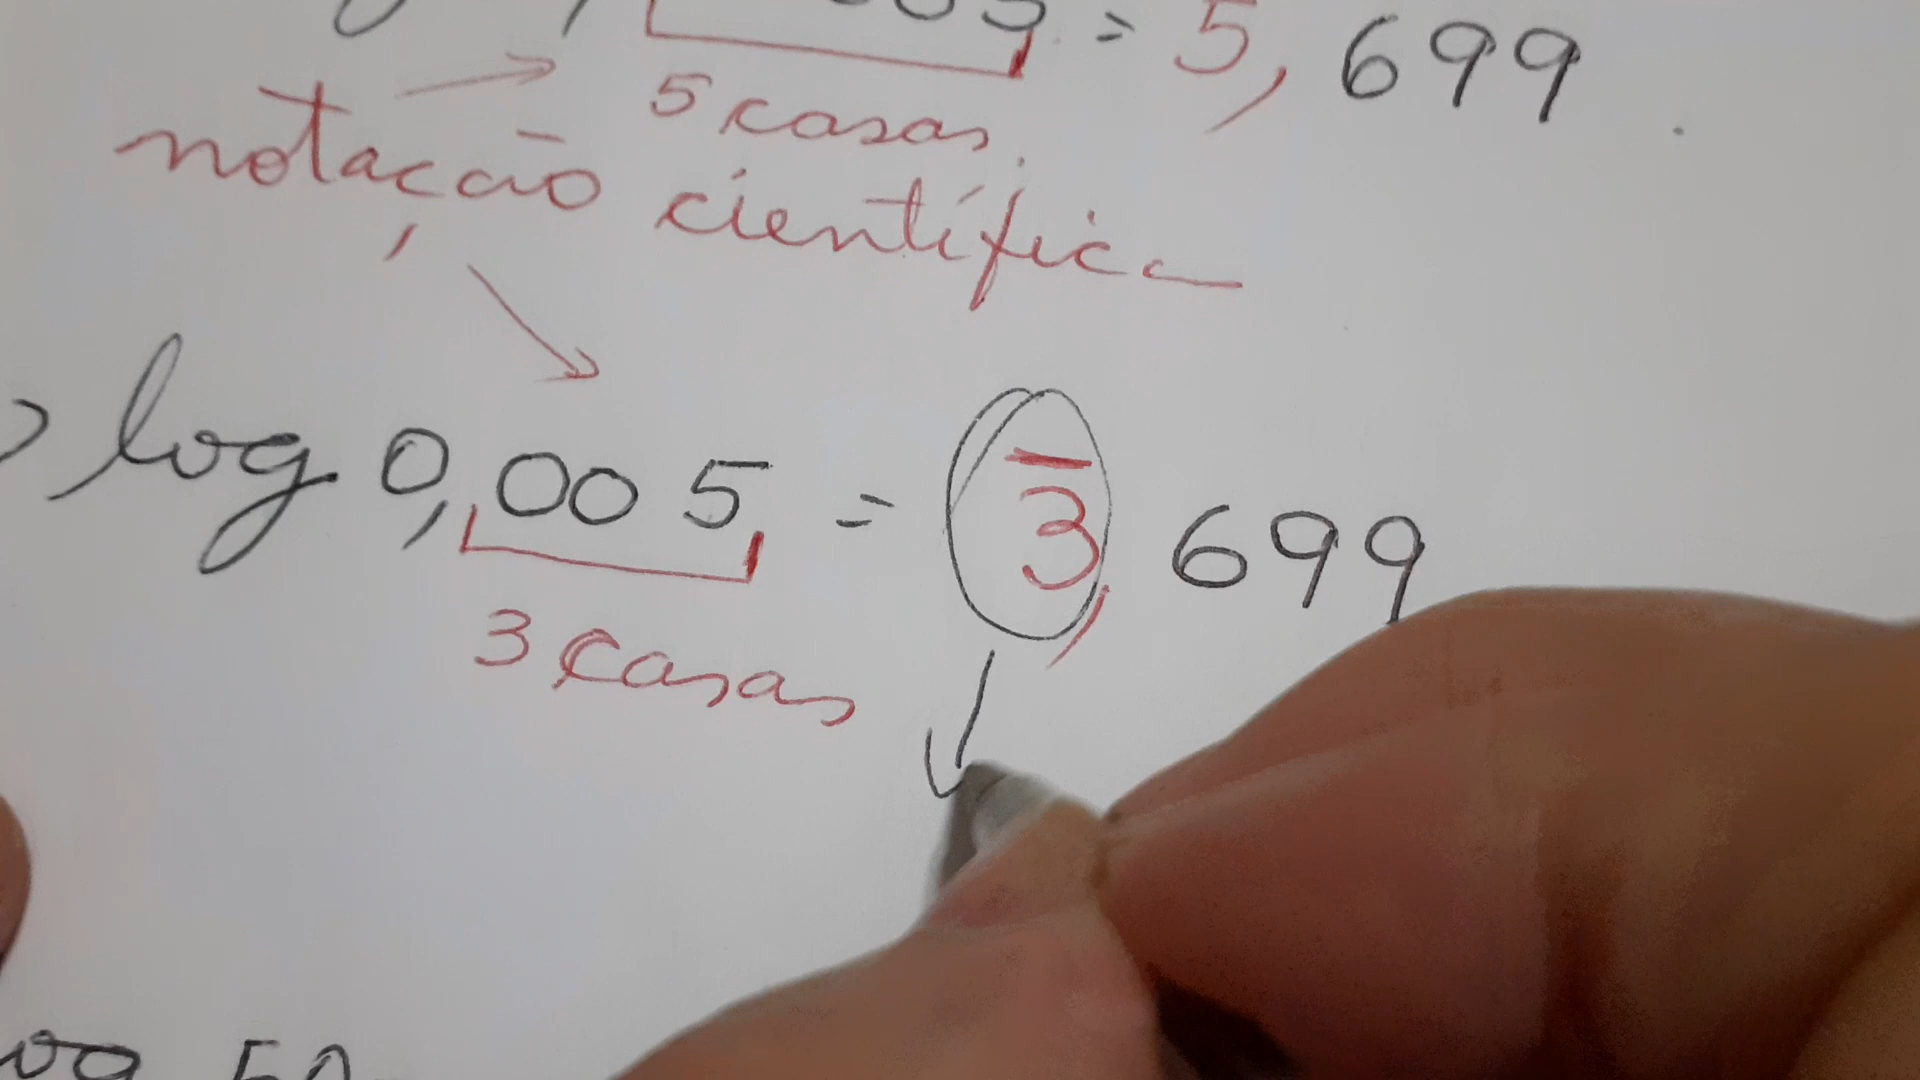 = 5,699
5 casas
notação científica
log 0,005 = 3̅,699
3 casas